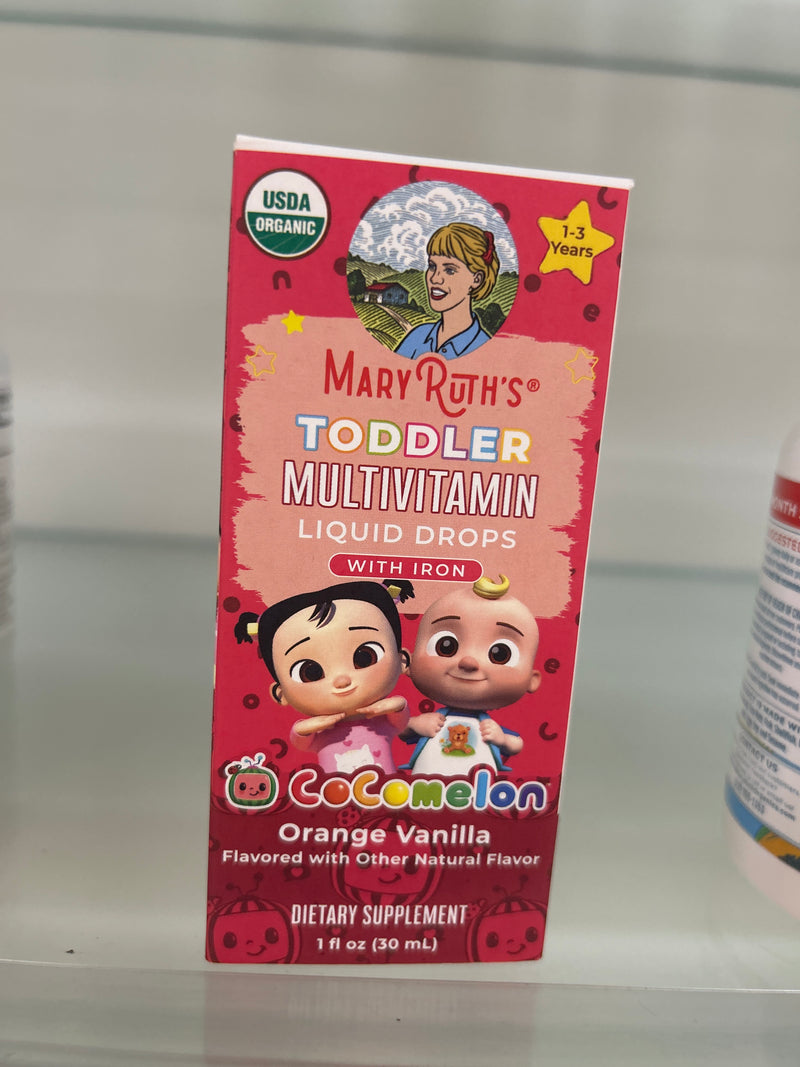 USDA
ORGANIC
1-3
Years
MARY RUTH'S®
TODDLER
MULTIVITAMIN
LIQUID DROPS
WITH IRON
CoComelon
Orange Vanilla
Flavored with Other Natural Flavor
DIETARY SUPPLEMENT
1 fl oz (30 mL)